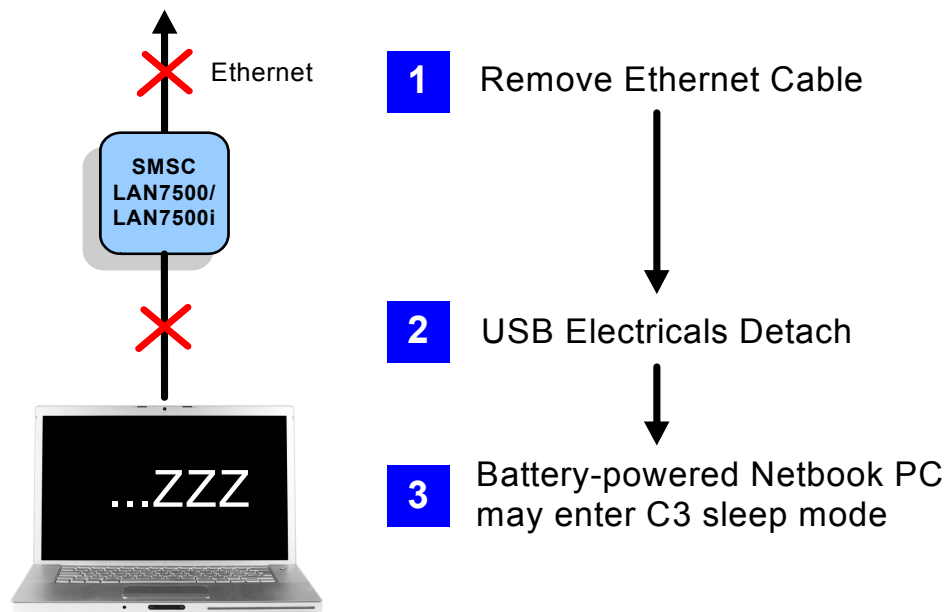 Ethernet
SMSC
LAN7500/
LAN7500i
...ZZZ
1
Remove Ethernet Cable
2
USB Electricals Detach
3
Battery-powered Netbook PC
may enter C3 sleep mode